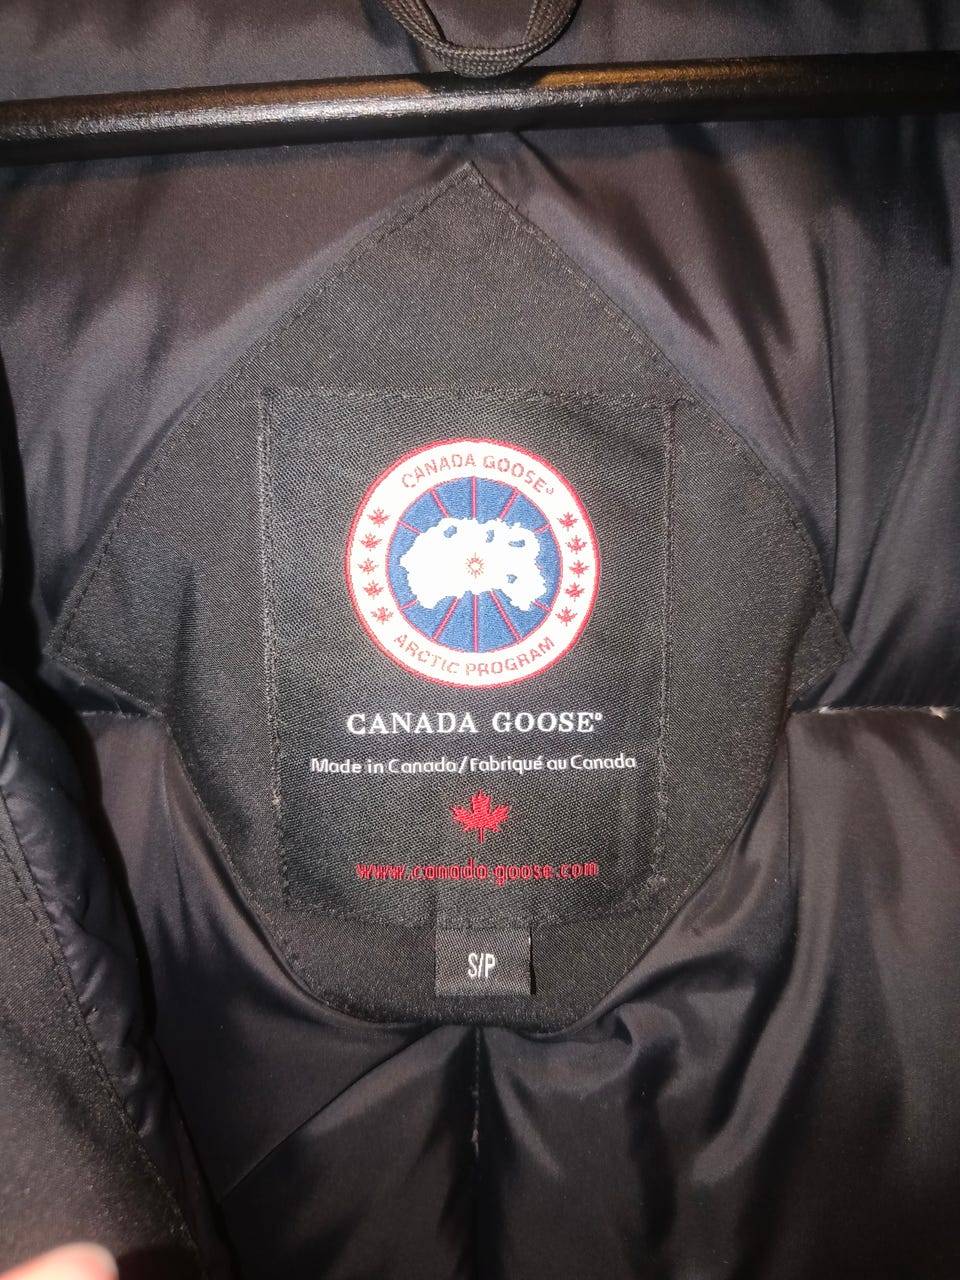 CANADA GOOSE®
ARCTIC PROGRAM
CANADA GOOSE®
Made in Canada/Fabriqué au Canada
www.canada-goose.com
S/P